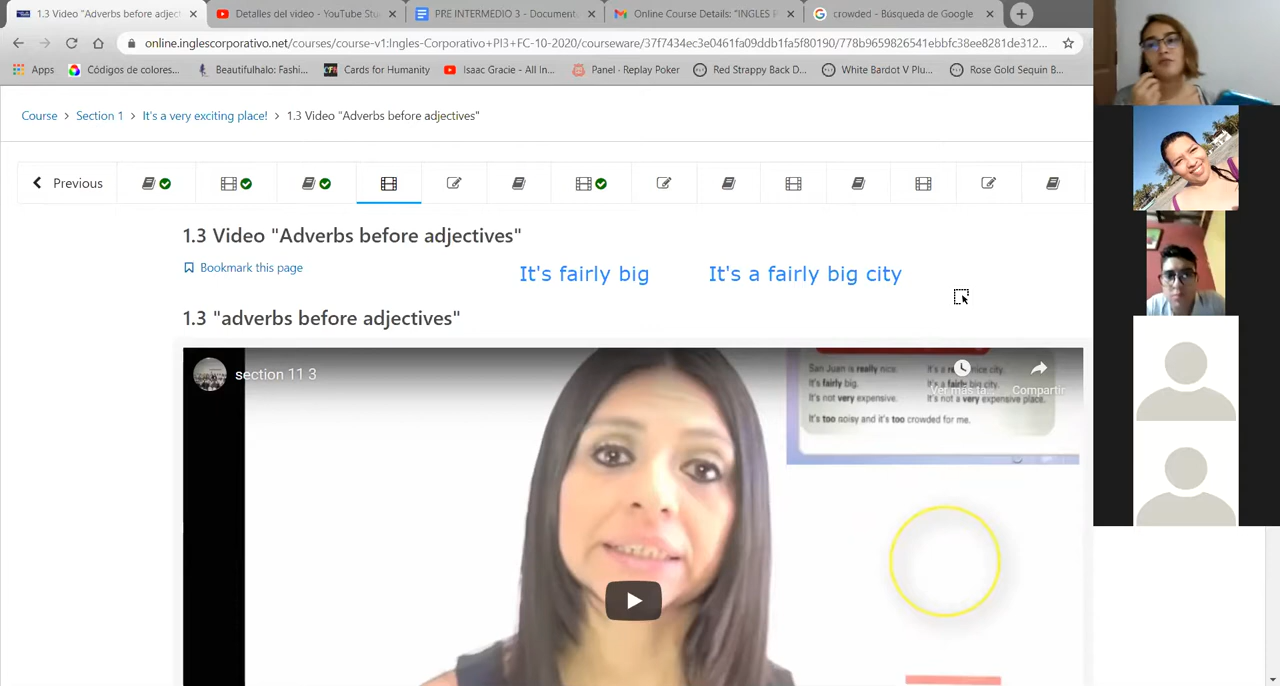 1.3 Video "Adverbs before adject
Detalles del video - YouTube Stu
PRE INTERMEDIO 3 - Document
Online Course Details: "INGLES P
crowded - Búsqueda de Google
online.inglescorporativo.net/courses/course-v1:Ingles-Corporativo+PI3+FC-10-2020/courseware/37f7434ec3e0461fa09ddb1fa5f80190/778b9659826541ebbfc38ee8281de312...
Apps
Códigos de colores...
Beautifulhalo: Fashi...
Cards for Humanity
Isaac Gracie - All In...
Panel · Replay Poker
Red Strappy Back D...
White Bardot V Plu...
Rose Gold Sequin B...
Course > Section 1 > It's a very exciting place! > 1.3 Video "Adverbs before adjectives"
Previous
1.3 Video "Adverbs before adjectives"
Bookmark this page
It's fairly big
It's a fairly big city
1.3 "adverbs before adjectives"
section 11 3
San Juan is really nice.
It's a nice city.
It's fairly big.
It's a fairly big city.
It's not very expensive.
It's not a very expensive place.
It's too noisy and it's too crowded for me.
Compartir